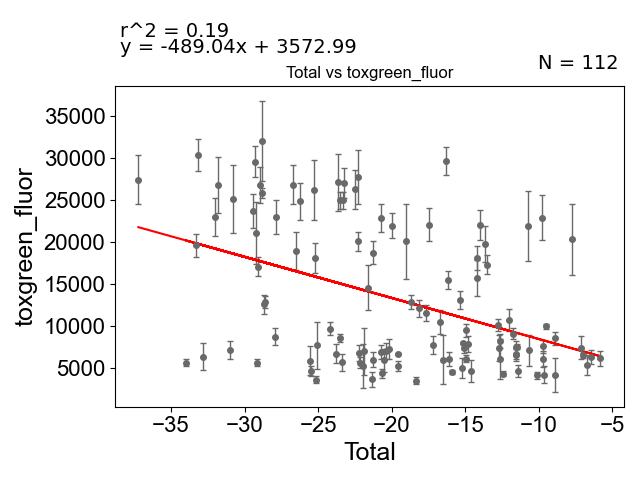 r^2 = 0.19
y = -489.04x + 3572.99
N = 112
Total vs toxgreen_fluor
35000
30000
25000
20000
15000
10000
5000
toxgreen_fluor
−35
−30
−25
−20
−15
−10
−5
Total